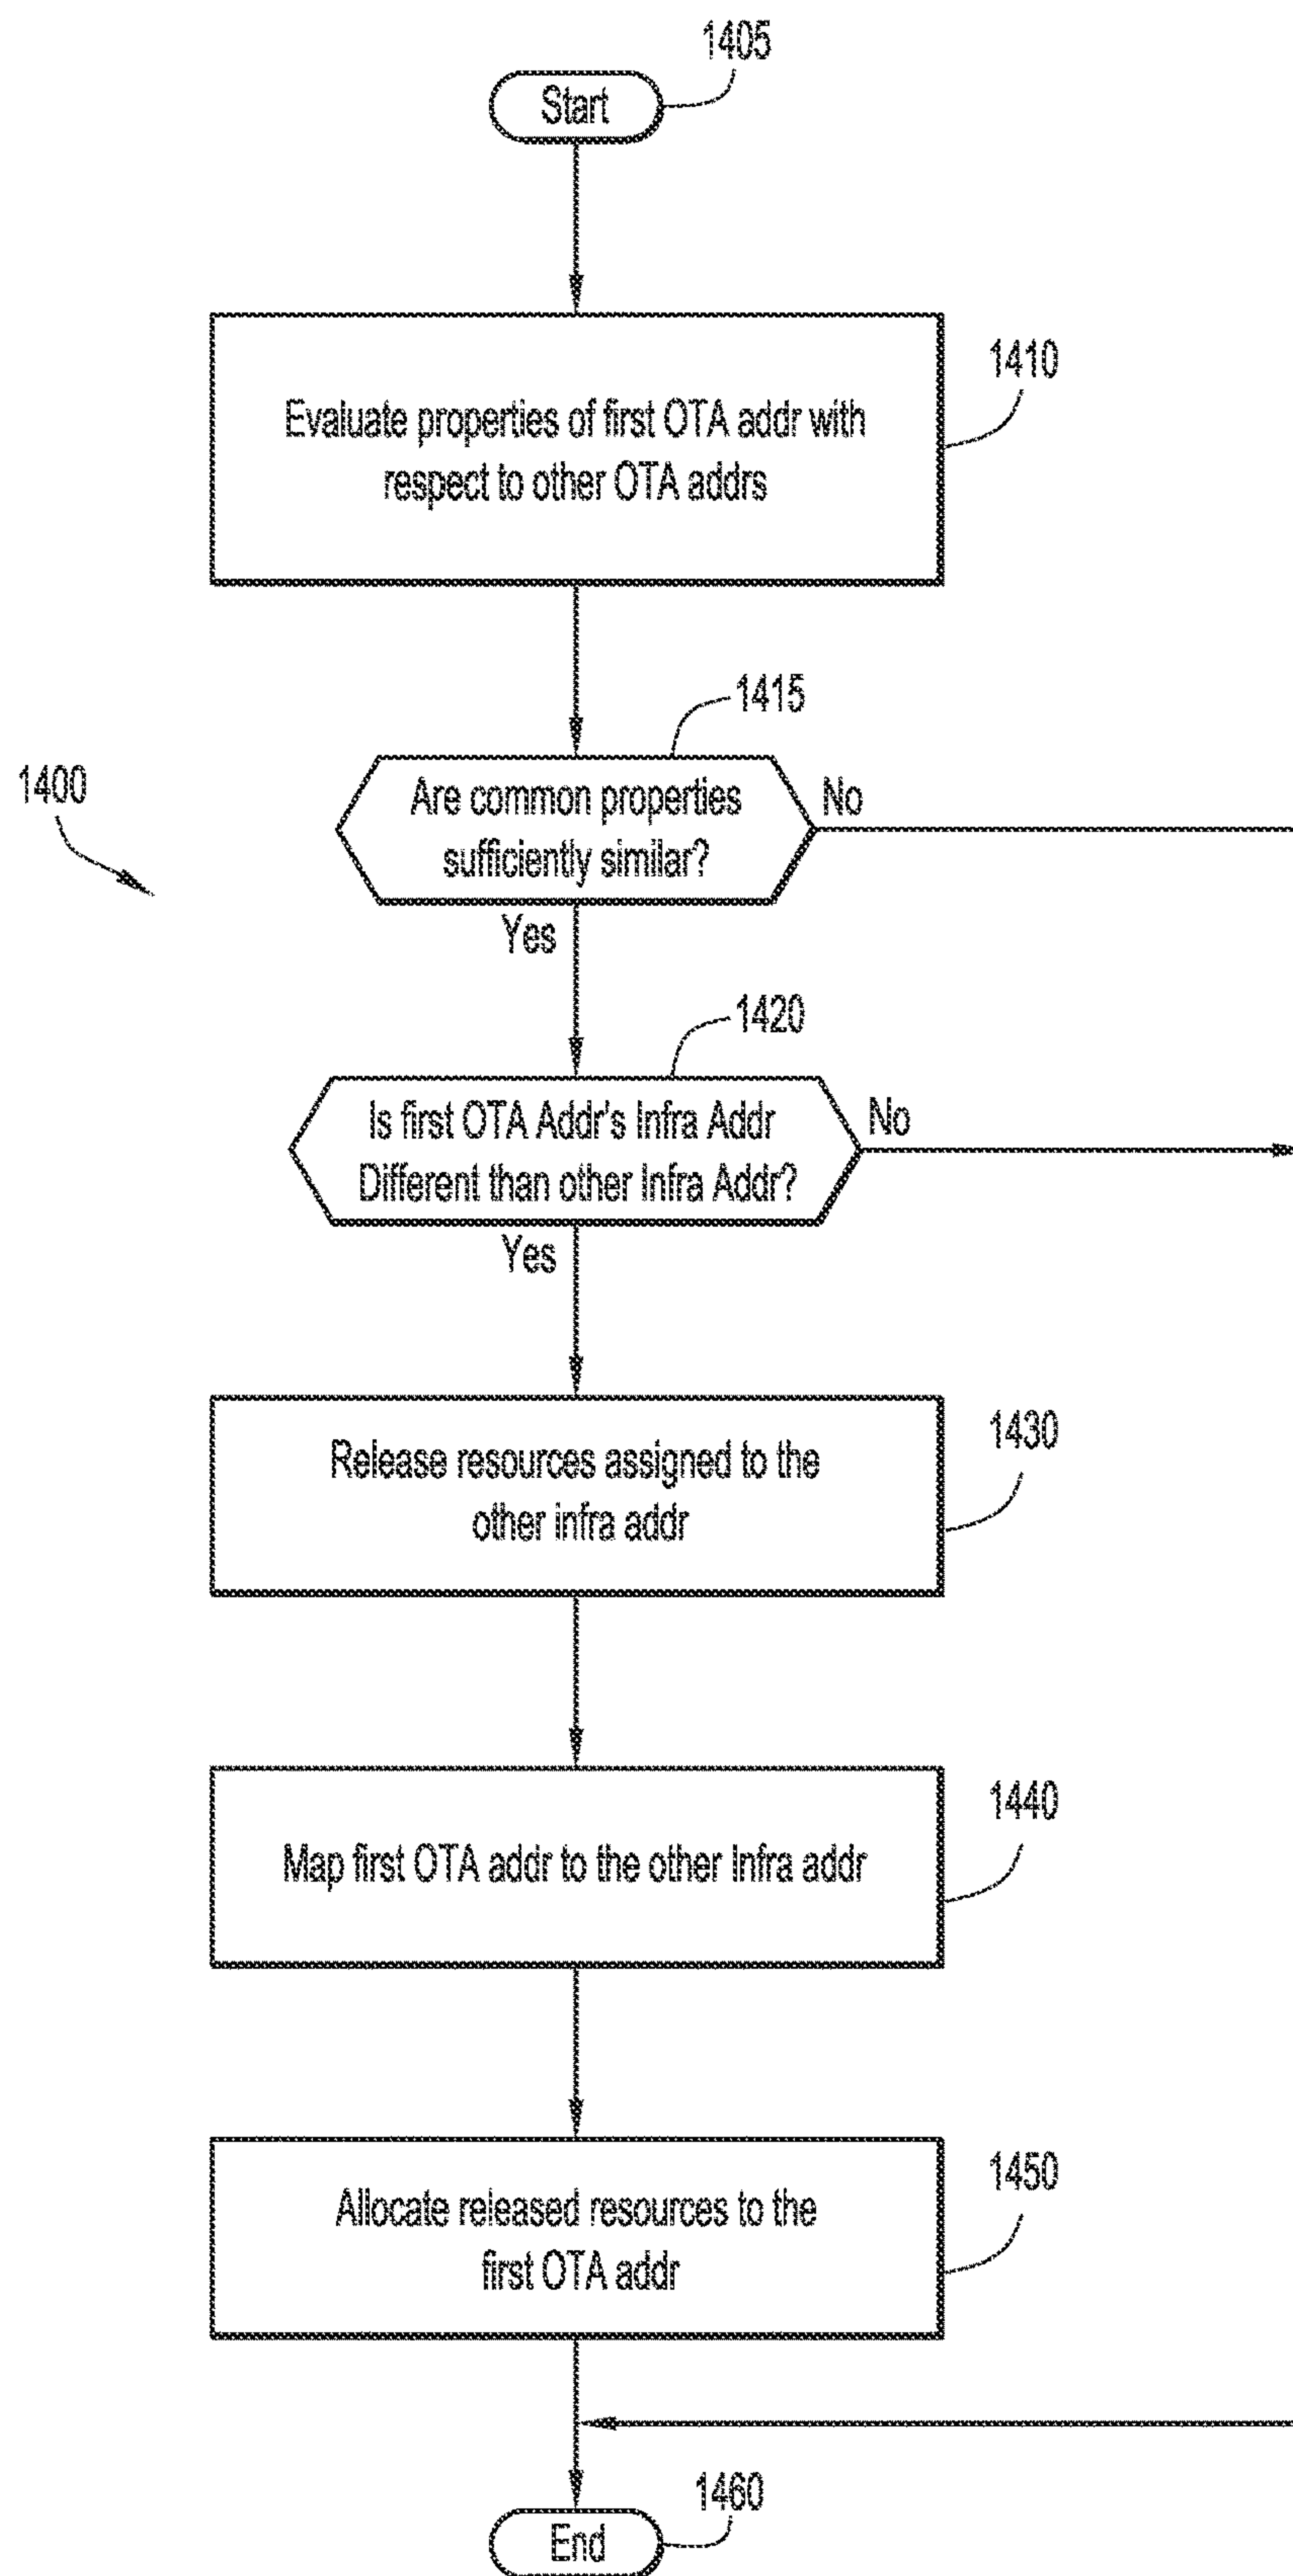 1405
Start
1410
Evaluate properties of first OTA addr with
respect to other OTA addrs
1415
1400
Are common properties
sufficiently similar?
No
Yes
1420
Is first OTA Addr's Infra Addr
Different than other Infra Addr?
No
Yes
1430
Release resources assigned to the
other infra addr
1440
Map first OTA addr to the other Infra addr
1450
Allocate released resources to the
first OTA addr
1460
End